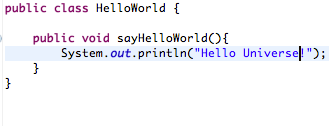 public class HelloWorld {
public void sayHelloWorld(){
System.out.println("Hello Universe!");
}
}